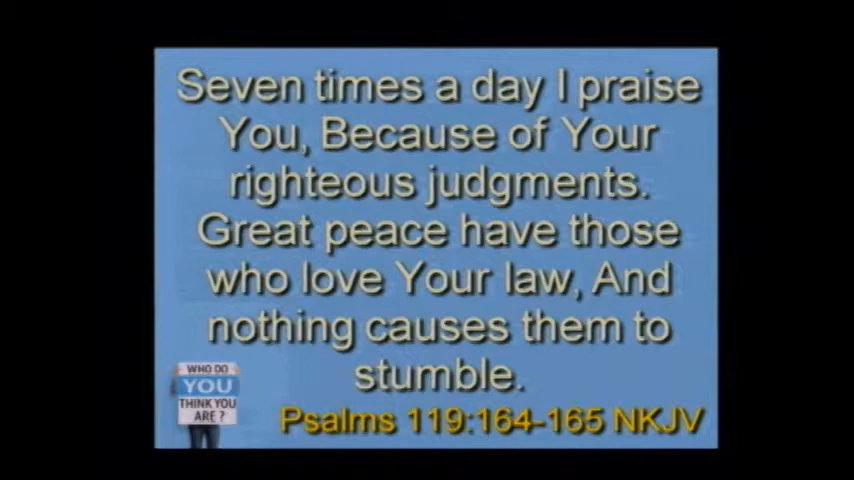 Seven times a day I praise
You, Because of Your
righteous judgments.
Great peace have those
who love Your law, And
nothing causes them to
stumble.
WHO DO
YOU
THINK YOU
ARE ?
Psalms 119:164-165 NKJV